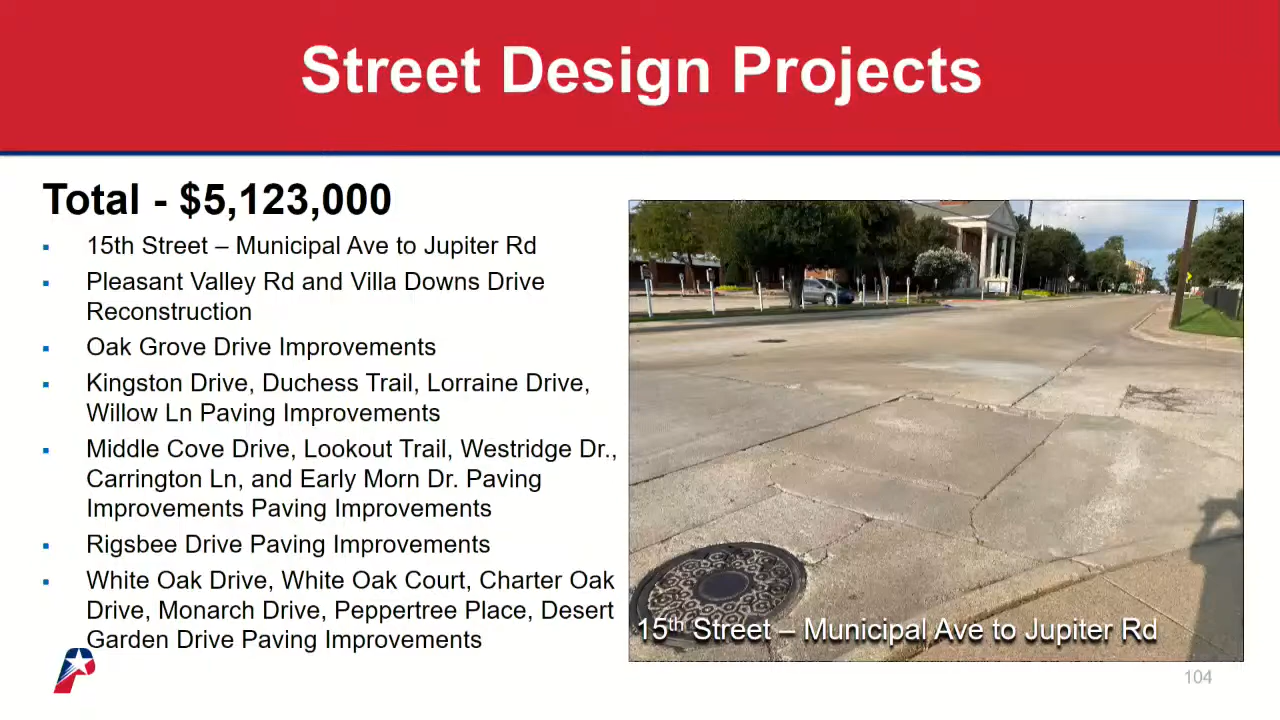 Street Design Projects
Total - $5,123,000
▪ 15th Street – Municipal Ave to Jupiter Rd
▪ Pleasant Valley Rd and Villa Downs Drive
Reconstruction
▪ Oak Grove Drive Improvements
▪ Kingston Drive, Duchess Trail, Lorraine Drive,
Willow Ln Paving Improvements
▪ Middle Cove Drive, Lookout Trail, Westridge Dr.,
Carrington Ln, and Early Morn Dr. Paving
Improvements Paving Improvements
▪ Rigsbee Drive Paving Improvements
▪ White Oak Drive, White Oak Court, Charter Oak
Drive, Monarch Drive, Peppertree Place, Desert
Garden Drive Paving Improvements
15th Street – Municipal Ave to Jupiter Rd
104